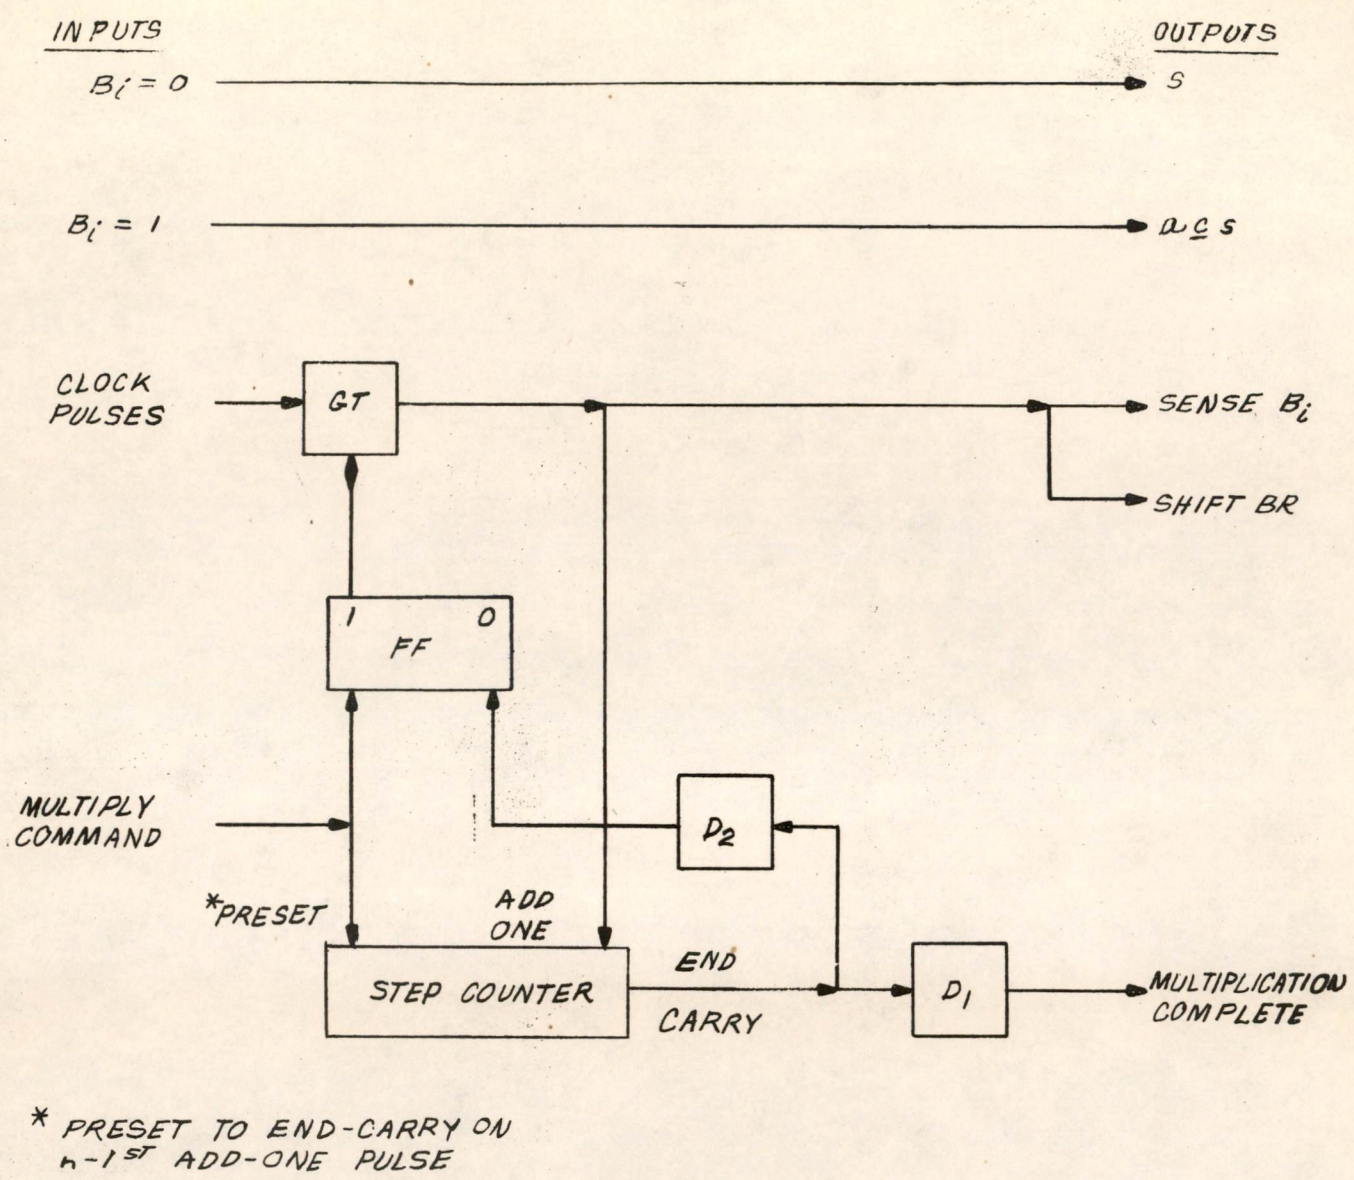 INPUTS
OUTPUTS
Bi = 0
S
Bi = 1
a c s
CLOCK
PULSES
GT
SENSE Bi
SHIFT BR
1 0
FF
MULTIPLY
COMMAND
D2
*PRESET
ADD
ONE
STEP COUNTER
END
CARRY
D1
MULTIPLICATION
COMPLETE
* PRESET TO END-CARRY ON
n-1ST ADD-ONE PULSE